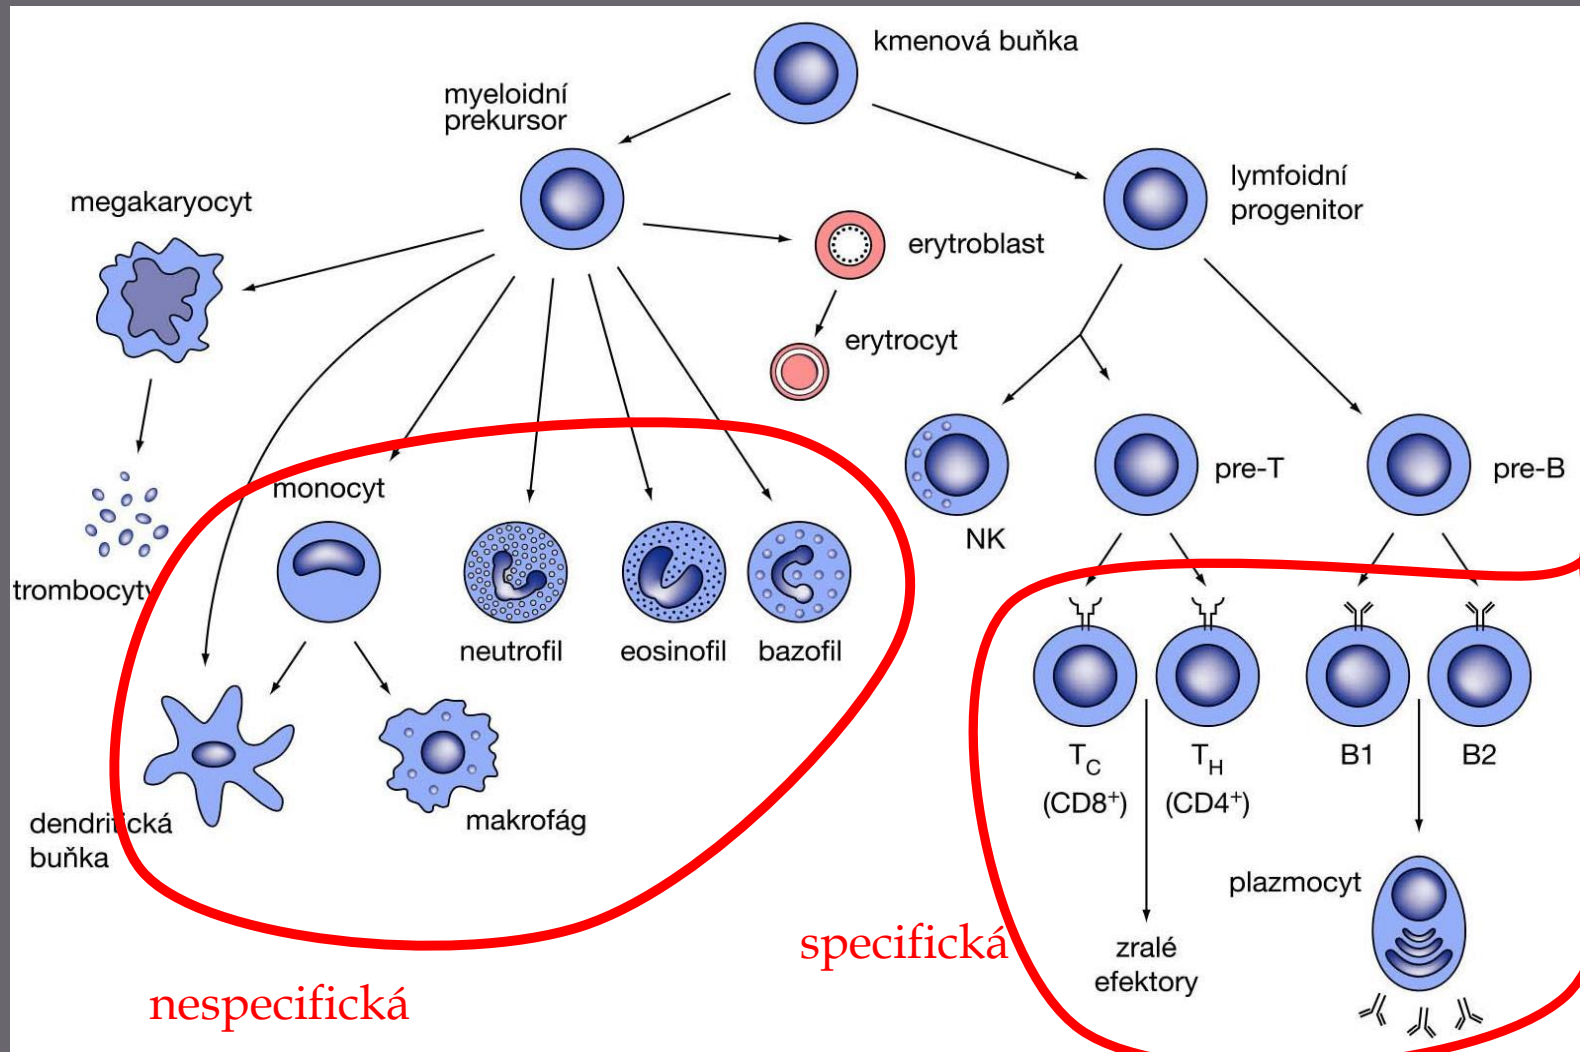 kmenová buňka
myeloidní
prekursor
lymfoidní
progenitor
megakaryocyt
erytroblast
erytrocyt
pre-T
pre-B
monocyt
NK
trombocyty
neutrofil
eosinofil
bazofil
T_C
(CD8⁺)
T_H
(CD4⁺)
B1
B2
dendritická
buňka
makrofág
plazmocyt
zralé
efektory
specifická
nespecifická